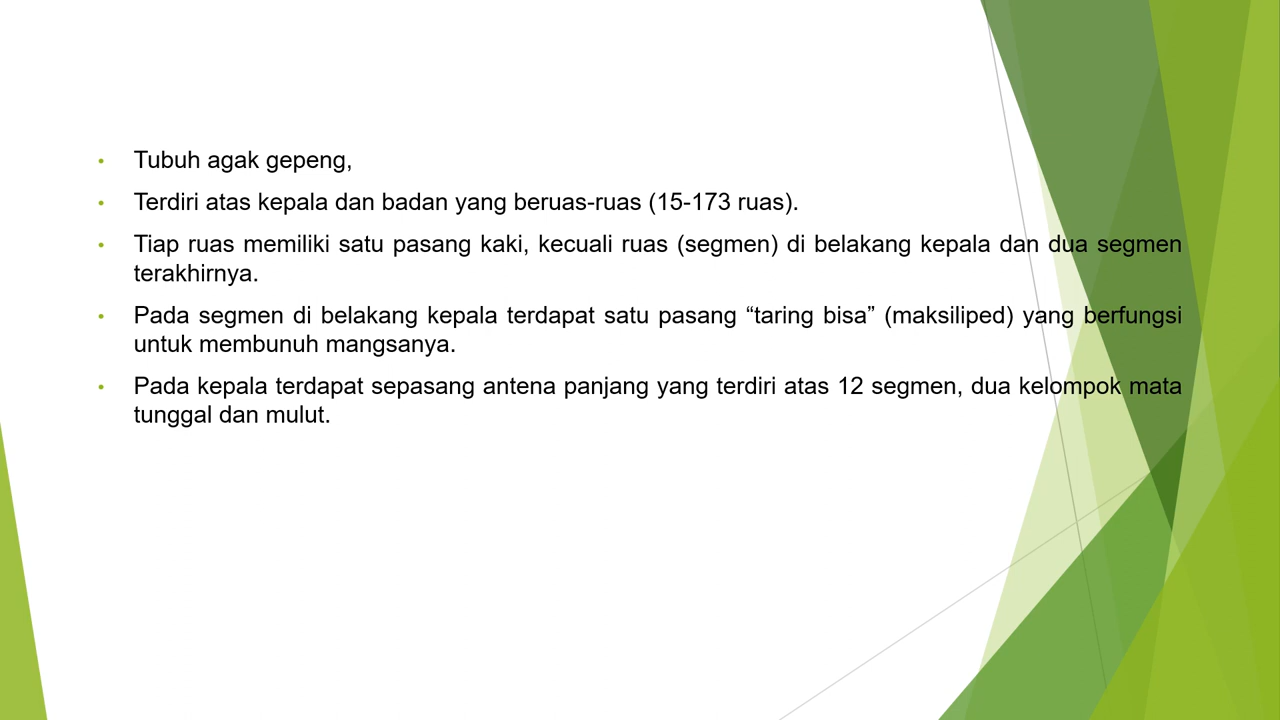 • Tubuh agak gepeng,
• Terdiri atas kepala dan badan yang beruas-ruas (15-173 ruas).
• Tiap ruas memiliki satu pasang kaki, kecuali ruas (segmen) di belakang kepala dan dua segmen
terakhirnya.
• Pada segmen di belakang kepala terdapat satu pasang “taring bisa” (maksiliped) yang berfungsi
untuk membunuh mangsanya.
• Pada kepala terdapat sepasang antena panjang yang terdiri atas 12 segmen, dua kelompok mata
tunggal dan mulut.